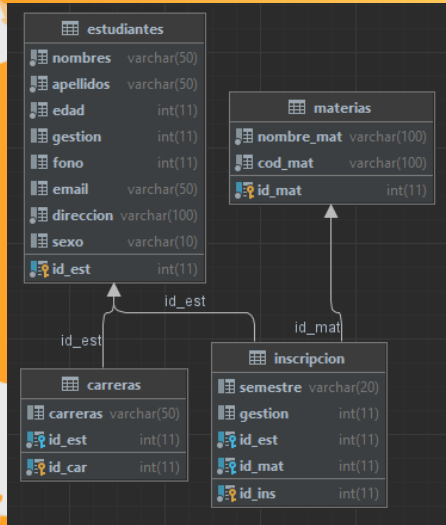 estudiantes
nombres varchar(50)
apellidos varchar(50)
edad int(11)
gestion int(11)
fono int(11)
email varchar(50)
direccion varchar(100)
sexo varchar(10)
id_est int(11)
materias
nombre_mat varchar(100)
cod_mat varchar(100)
id_mat int(11)
id_est
id_est
id_mat
carreras
carreras varchar(50)
id_est int(11)
id_car int(11)
inscripcion
semestre varchar(20)
gestion int(11)
id_est int(11)
id_mat int(11)
id_ins int(11)